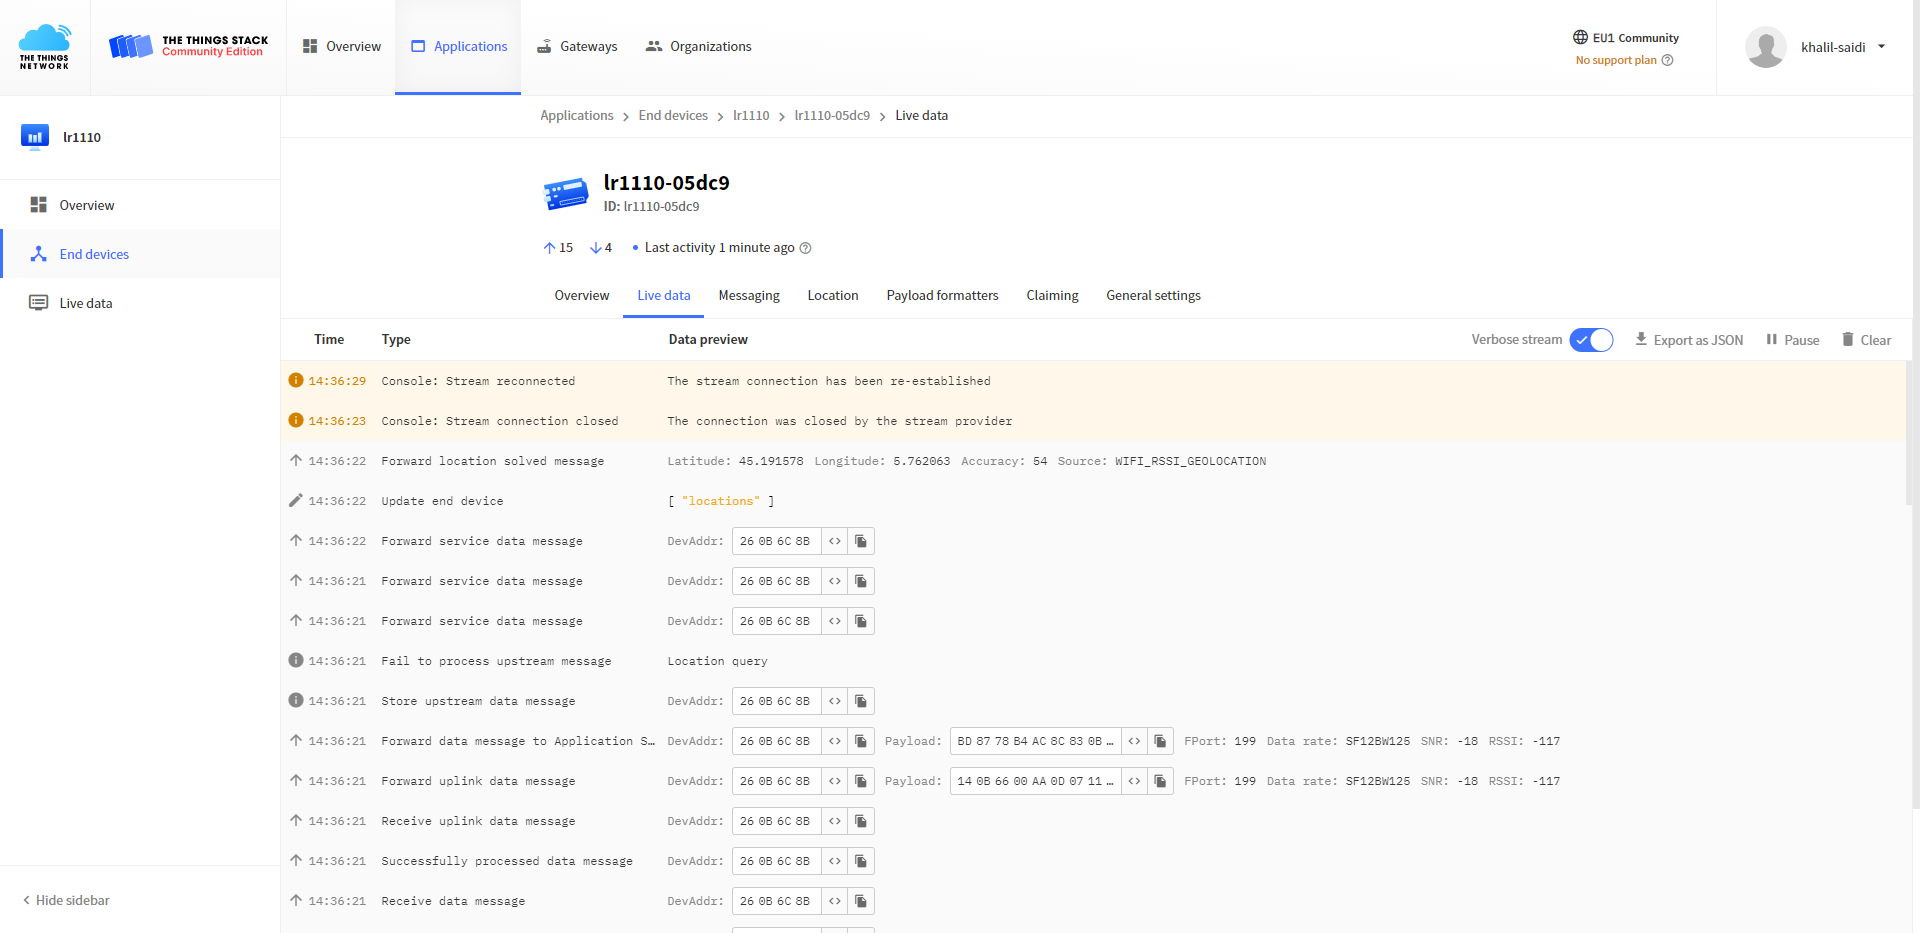 THE THINGS NETWORK
THE THINGS STACK
Community Edition
Overview
Applications
Gateways
Organizations
EU1 Community
No support plan
khalil-saidi
lr1110
Overview
End devices
Live data
Hide sidebar
Applications > End devices > lr1110 > lr1110-05dc9 > Live data
lr1110-05dc9
ID: lr1110-05dc9
↑ 15 ↓ 4 • Last activity 1 minute ago
Overview Live data Messaging Location Payload formatters Claiming General settings
Time Type Data preview Verbose stream Export as JSON Pause Clear
14:36:29 Console: Stream reconnected The stream connection has been re-established
14:36:23 Console: Stream connection closed The connection was closed by the stream provider
14:36:22 Forward location solved message Latitude: 45.191578 Longitude: 5.762063 Accuracy: 54 Source: WIFI_RSSI_GEOLOCATION
14:36:22 Update end device [ "locations" ]
14:36:22 Forward service data message DevAddr: 26 0B 6C 8B <>
14:36:21 Forward service data message DevAddr: 26 0B 6C 8B <>
14:36:21 Forward service data message DevAddr: 26 0B 6C 8B <>
14:36:21 Fail to process upstream message Location query
14:36:21 Store upstream data message DevAddr: 26 0B 6C 8B <>
14:36:21 Forward data message to Application S… DevAddr: 26 0B 6C 8B <> Payload: BD 87 78 B4 AC 8C 83 0B … <> FPort: 199 Data rate: SF12BW125 SNR: -18 RSSI: -117
14:36:21 Forward uplink data message DevAddr: 26 0B 6C 8B <> Payload: 14 0B 66 00 AA 0D 07 11 … <> FPort: 199 Data rate: SF12BW125 SNR: -18 RSSI: -117
14:36:21 Receive uplink data message DevAddr: 26 0B 6C 8B <>
14:36:21 Successfully processed data message DevAddr: 26 0B 6C 8B <>
14:36:21 Receive data message DevAddr: 26 0B 6C 8B <>